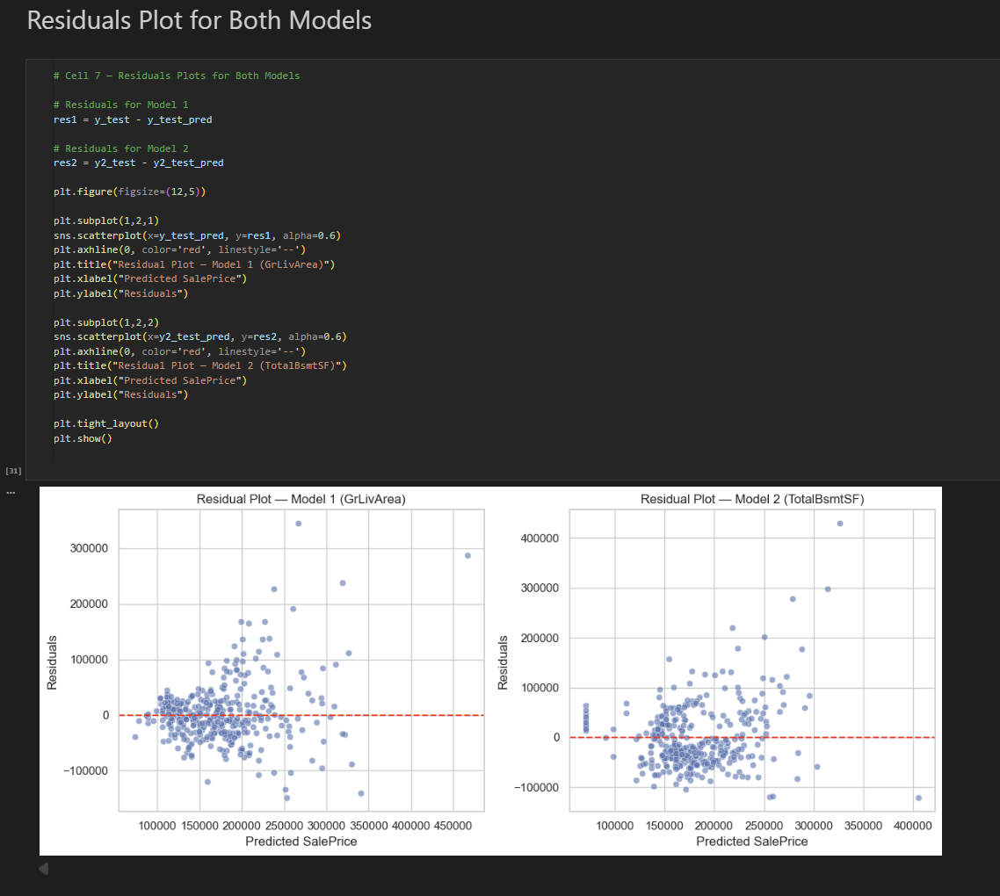 Residuals Plot for Both Models
# Cell 7 — Residuals Plots for Both Models
# Residuals for Model 1
res1 = y_test - y_test_pred
# Residuals for Model 2
res2 = y2_test - y2_test_pred
plt.figure(figsize=(12,5))
plt.subplot(1,2,1)
sns.scatterplot(x=y_test_pred, y=res1, alpha=0.6)
plt.axhline(0, color='red', linestyle='--')
plt.title("Residual Plot — Model 1 (GrLivArea)")
plt.xlabel("Predicted SalePrice")
plt.ylabel("Residuals")
plt.subplot(1,2,2)
sns.scatterplot(x=y2_test_pred, y=res2, alpha=0.6)
plt.axhline(0, color='red', linestyle='--')
plt.title("Residual Plot — Model 2 (TotalBsmtSF)")
plt.xlabel("Predicted SalePrice")
plt.ylabel("Residuals")
plt.tight_layout()
plt.show()
[31]
...
Residual Plot — Model 1 (GrLivArea)
300000
200000
100000
0
−100000
Residuals
100000 150000 200000 250000 300000 350000 400000 450000
Predicted SalePrice
Residual Plot — Model 2 (TotalBsmtSF)
400000
300000
200000
100000
0
−100000
Residuals
100000 150000 200000 250000 300000 350000 400000
Predicted SalePrice